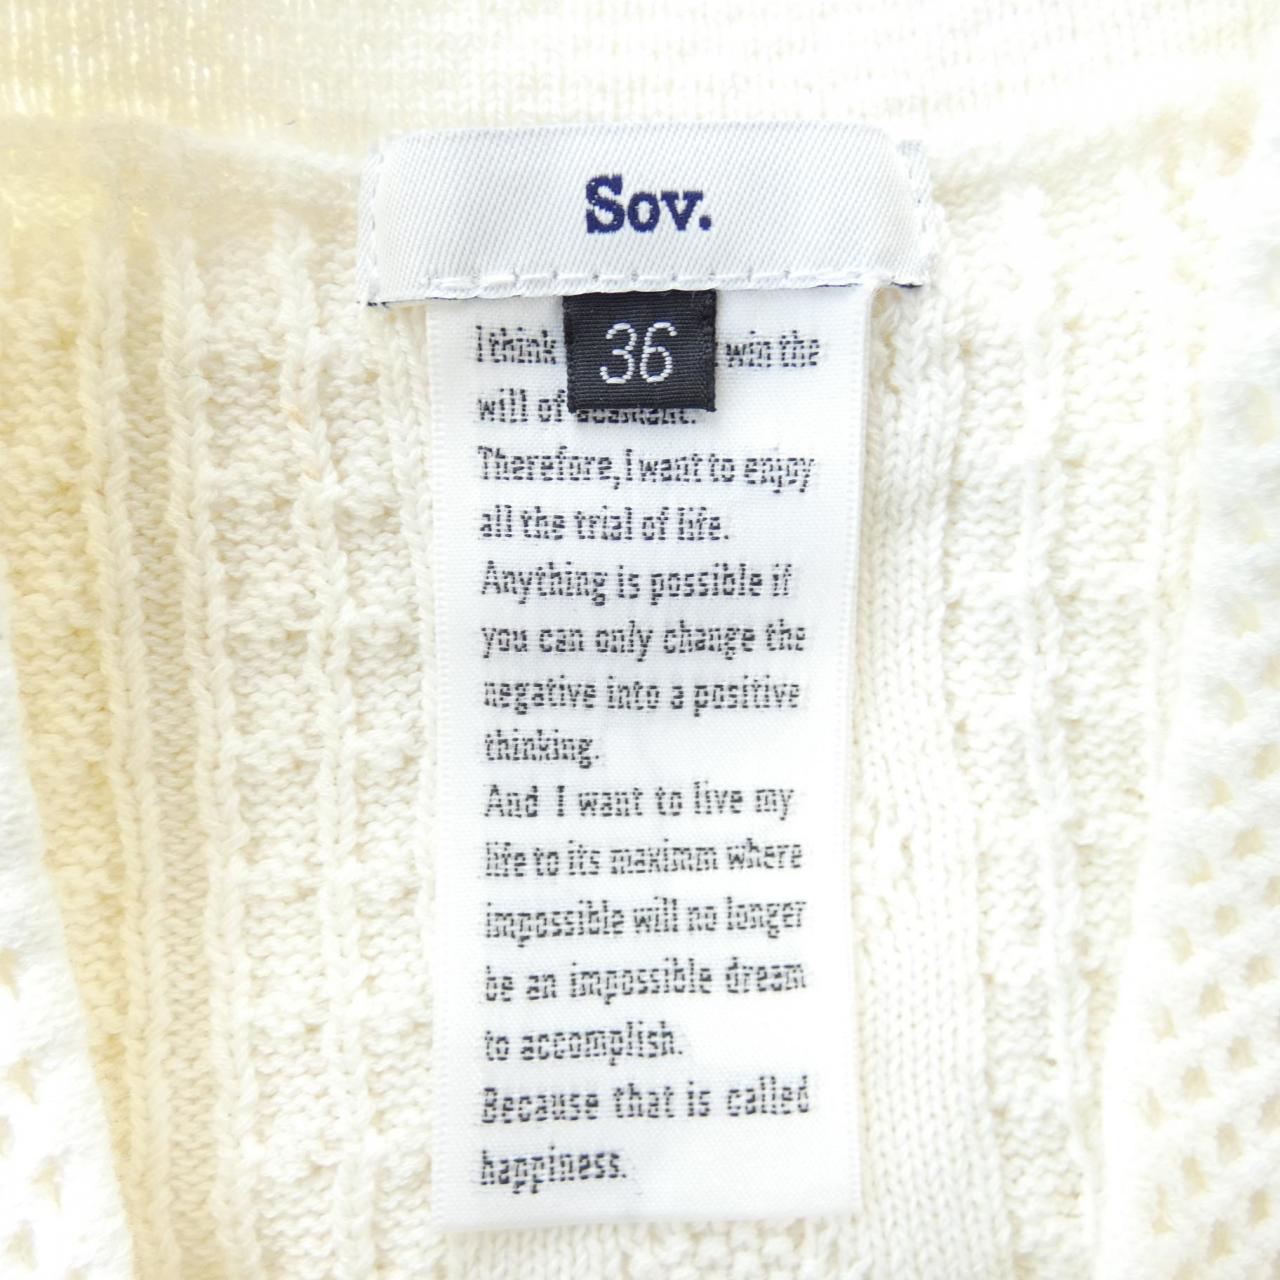 Sov.
36
I think win the
will of
Therefore, I want to enjoy
all the trial of life.
Anything is possible if
you can only change the
negative into a positive
thinking.
And I want to live my
life to its maximm where
impossible will no longer
be an impossible dream
to accomplish.
Because that is called
happiness.